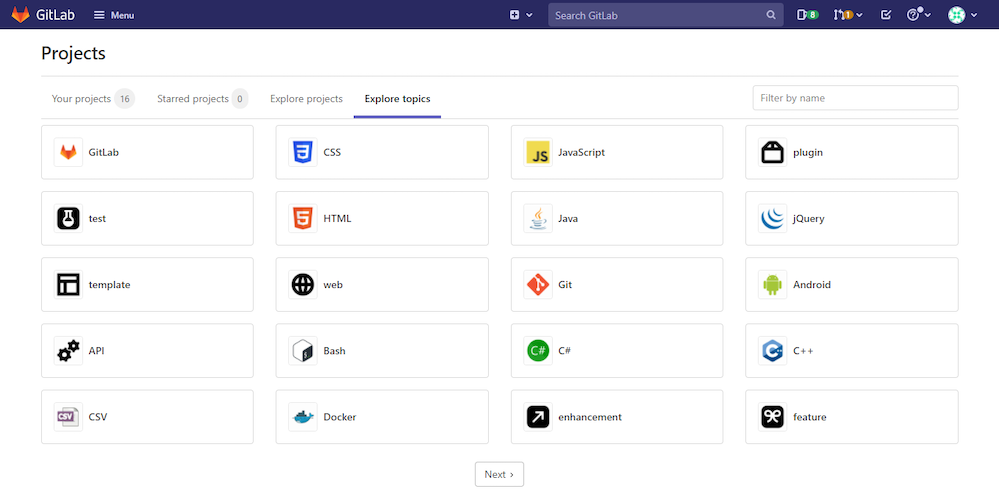 GitLab Menu Search GitLab 8 1
Projects
Your projects 16 Starred projects 0 Explore projects Explore topics Filter by name
GitLab CSS JS JavaScript plugin
test HTML Java jQuery
template web Git Android
API Bash C# C# C++ C++
CSV CSV Docker enhancement feature
Next ›